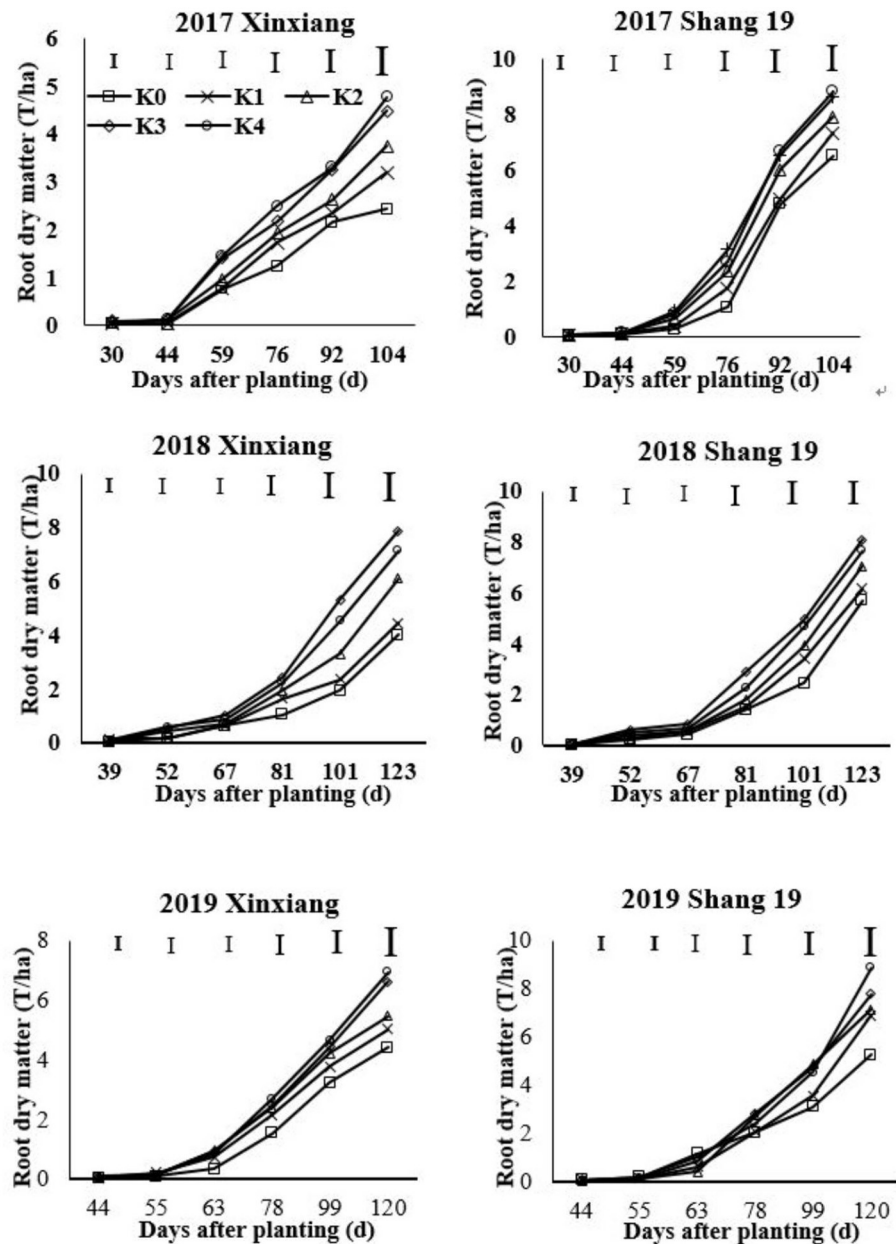 2017 Xinxiang
Root dry matter (T/ha)
6
5
4
3
2
1
0
K0 K1 K2
K3 K4
30 44 59 76 92 104
Days after planting (d)
2017 Shang 19
Root dry matter (T/ha)
10
8
6
4
2
0
30 44 59 76 92 104
Days after planting (d)
2018 Xinxiang
Root dry matter (T/ha)
10
8
6
4
2
0
39 52 67 81 101 123
Days after planting (d)
2018 Shang 19
Root dry matter (T/ha)
10
8
6
4
2
0
39 52 67 81 101 123
Days after planting (d)
2019 Xinxiang
Root dry matter (T/ha)
8
6
4
2
0
44 55 63 78 99 120
Days after planting (d)
2019 Shang 19
Root dry matter (T/ha)
10
8
6
4
2
0
44 55 63 78 99 120
Days after planting (d)